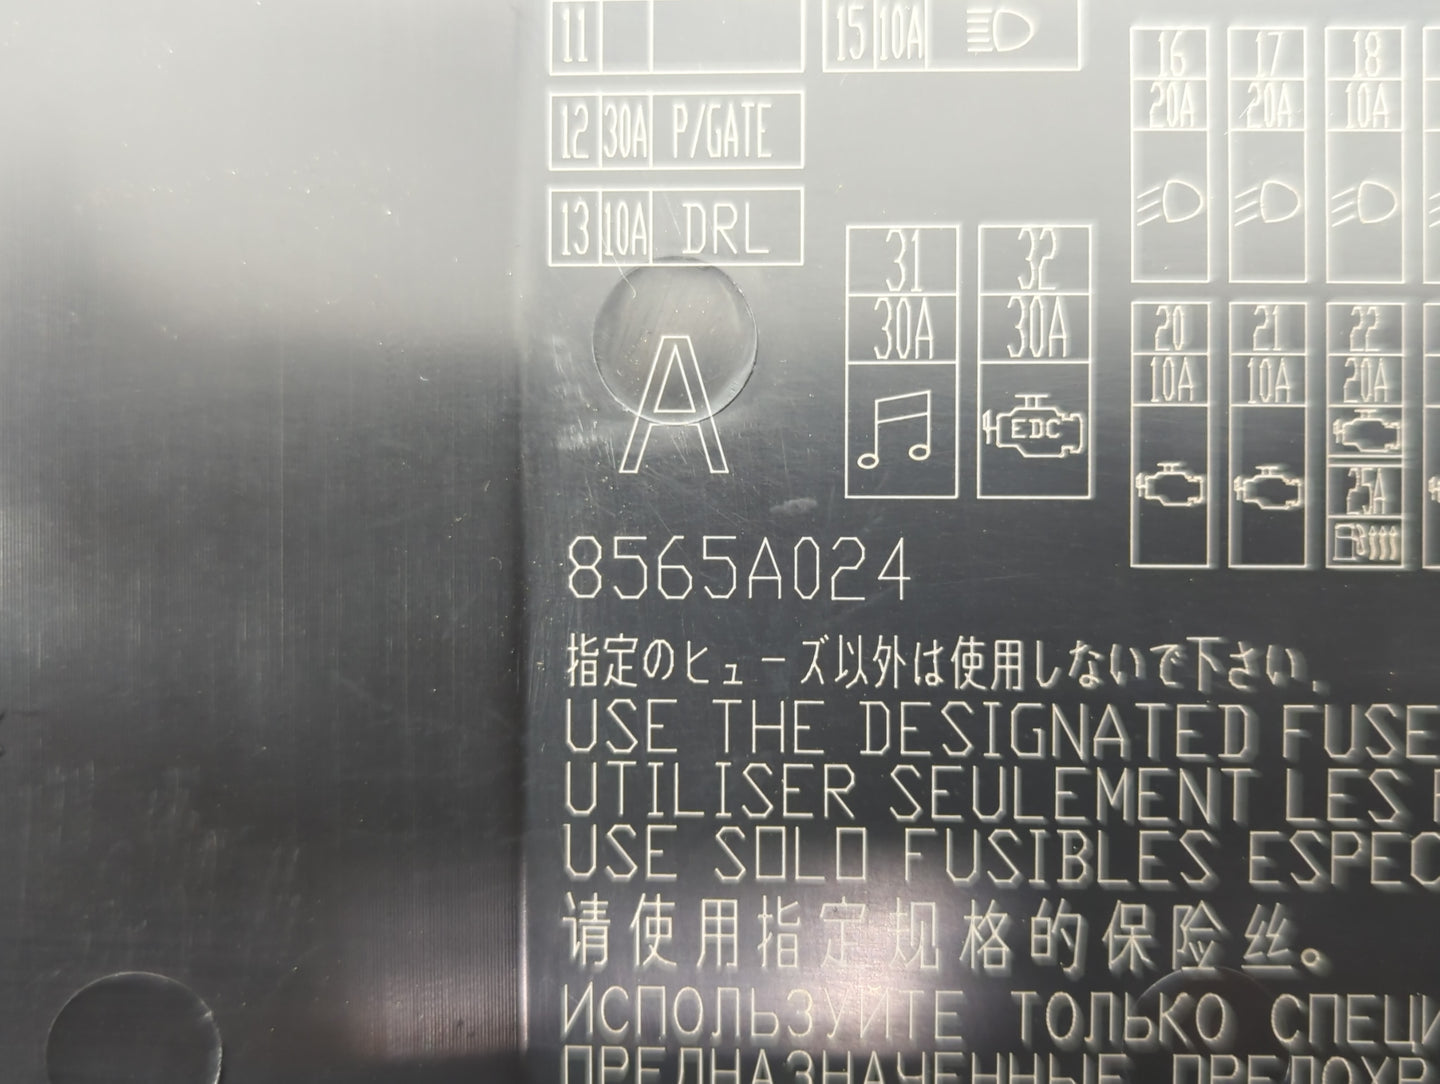 11
15 10A
16 17 18
20A 20A 10A
12 30A P/GATE
13 10A DRL
31 32
30A 30A
EDC
20 21 22
10A 10A 20A
25A
A
8565A024
指定のヒューズ以外は使用しないで下さい.
USE THE DESIGNATED FUSE
UTILISER SEULEMENT LES
USE SOLO FUSIBLES ESPEC
请使用指定规格的保险丝。
ИСПОЛЬЗУЙТЕ ТОЛЬКО СПЕЦИ
ПРЕДНАЗНАЧЕННЫЕ ПРЕДОХР